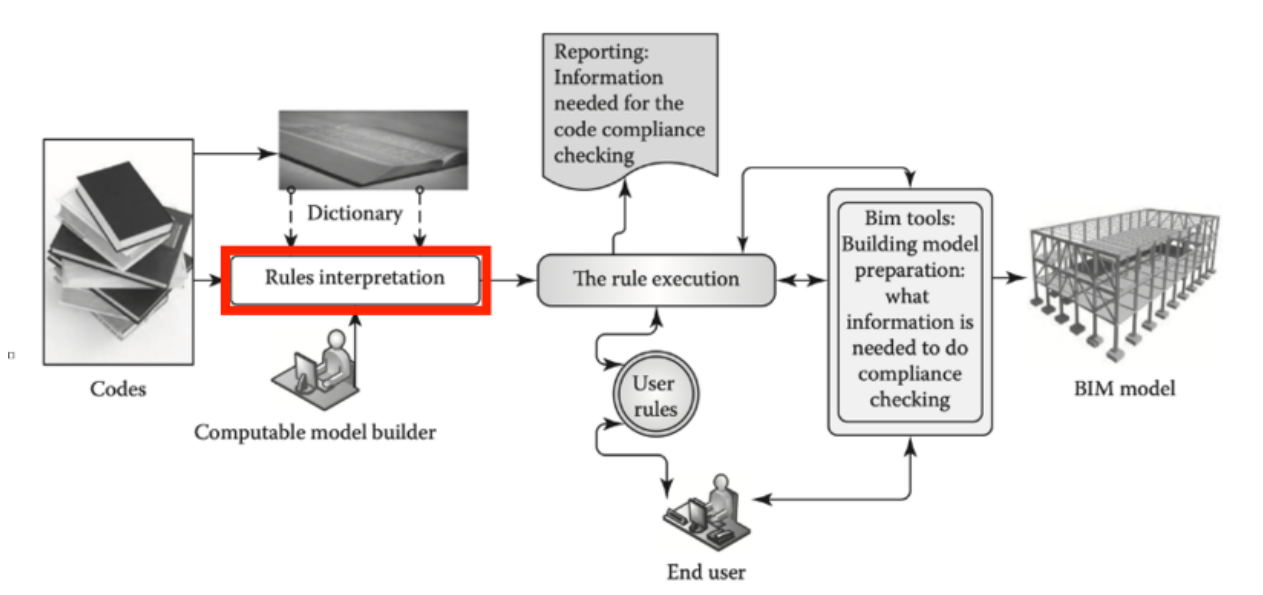 Reporting:
Information
needed for the
code compliance
checking
Dictionary
Rules interpretation
The rule execution
Bim tools:
Building model
preparation:
what
information is
needed to do
compliance
checking
Codes
Computable model builder
User
rules
BIM model
End user